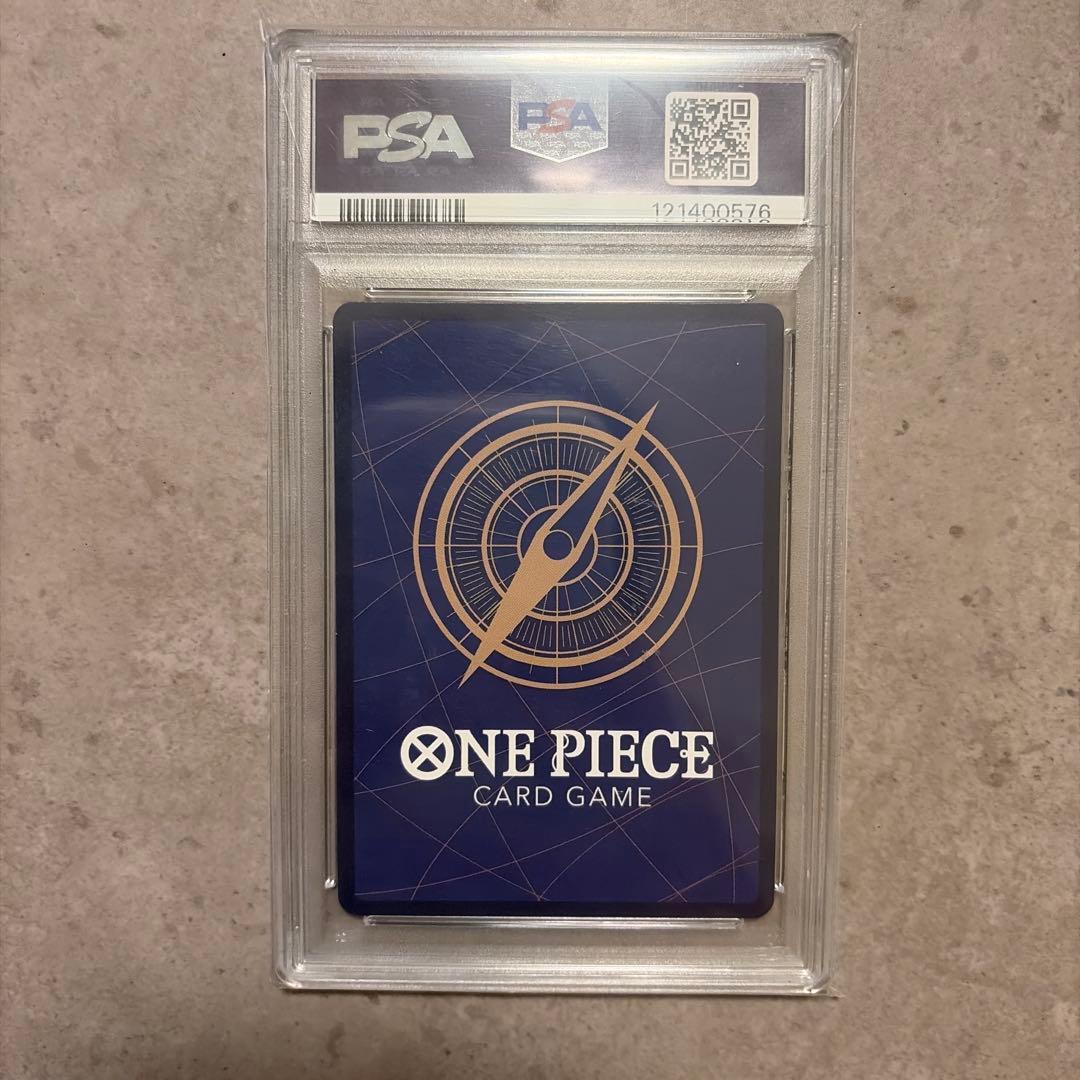 PSA
PSA
121400576
ONE PIECE
CARD GAME